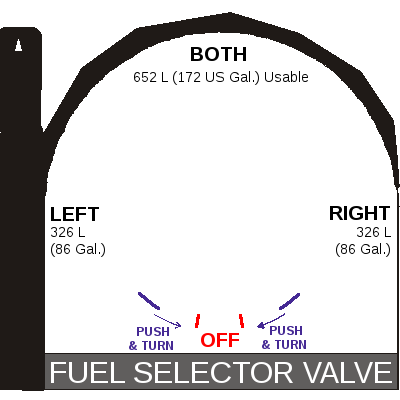 BOTH
652 L (172 US Gal.) Usable
LEFT
326 L
(86 Gal.)
RIGHT
326 L
(86 Gal.)
PUSH
& TURN
OFF
PUSH
& TURN
FUEL SELECTOR VALVE